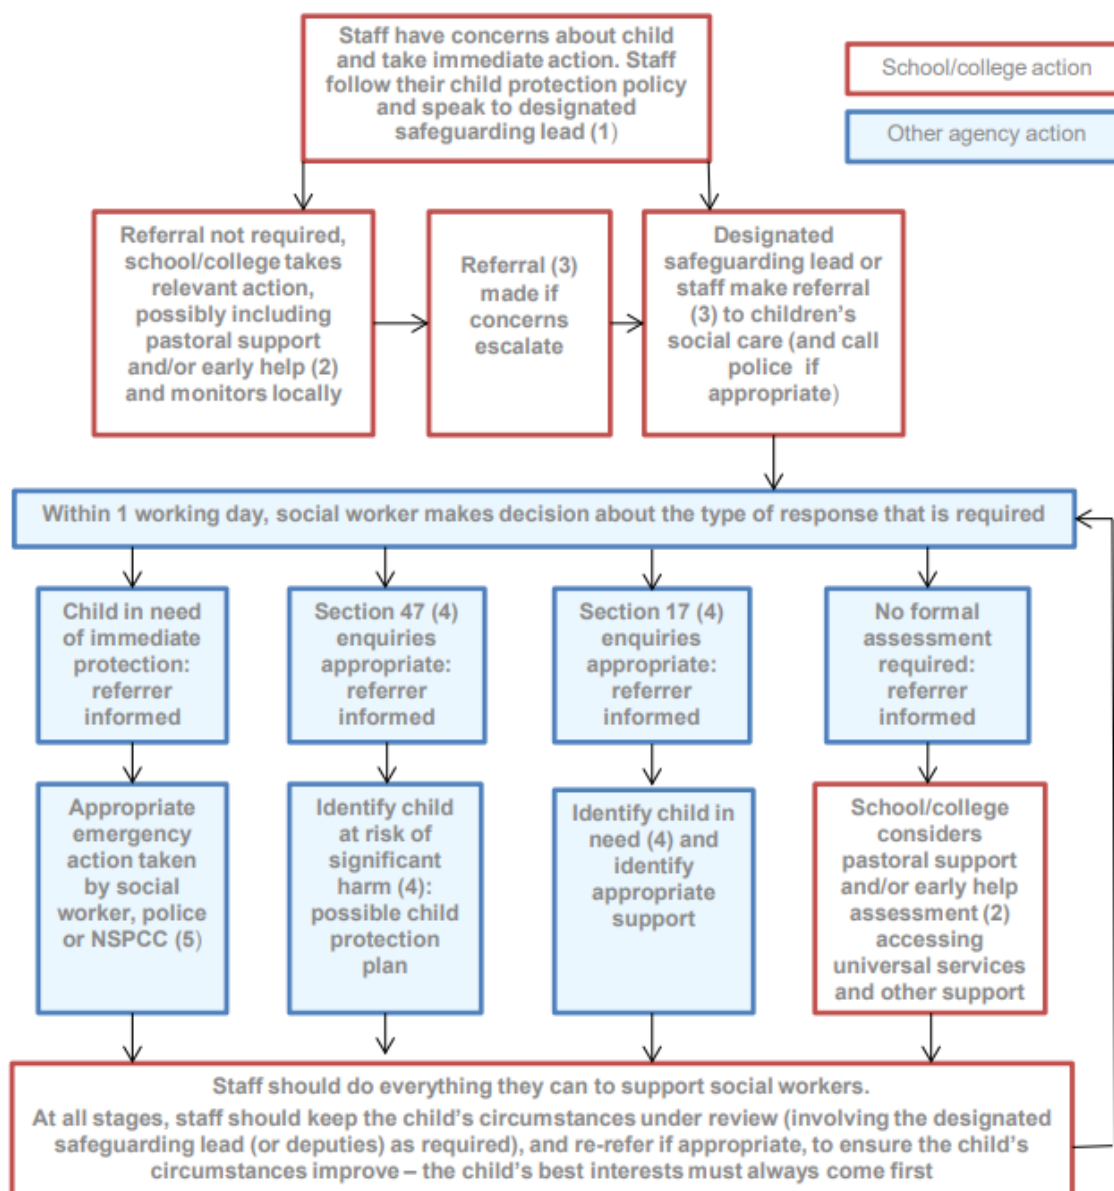 Staff have concerns about child
and take immediate action. Staff
follow their child protection policy
and speak to designated
safeguarding lead (1)
School/college action
Other agency action
Referral not required,
school/college takes
relevant action,
possibly including
pastoral support
and/or early help (2)
and monitors locally
Referral (3)
made if
concerns
escalate
Designated
safeguarding lead or
staff make referral
(3) to children’s
social care (and call
police if
appropriate)
Within 1 working day, social worker makes decision about the type of response that is required
Child in need
of immediate
protection:
referrer
informed
Section 47 (4)
enquiries
appropriate:
referrer
informed
Section 17 (4)
enquiries
appropriate:
referrer
informed
No formal
assessment
required:
referrer
informed
Appropriate
emergency
action taken
by social
worker, police
or NSPCC (5)
Identify child
at risk of
significant
harm (4):
possible child
protection
plan
Identify child in
need (4) and
identify
appropriate
support
School/college
considers
pastoral support
and/or early help
assessment (2)
accessing
universal services
and other support
Staff should do everything they can to support social workers.
At all stages, staff should keep the child’s circumstances under review (involving the designated
safeguarding lead (or deputies) as required), and re-refer if appropriate, to ensure the child’s
circumstances improve – the child’s best interests must always come first